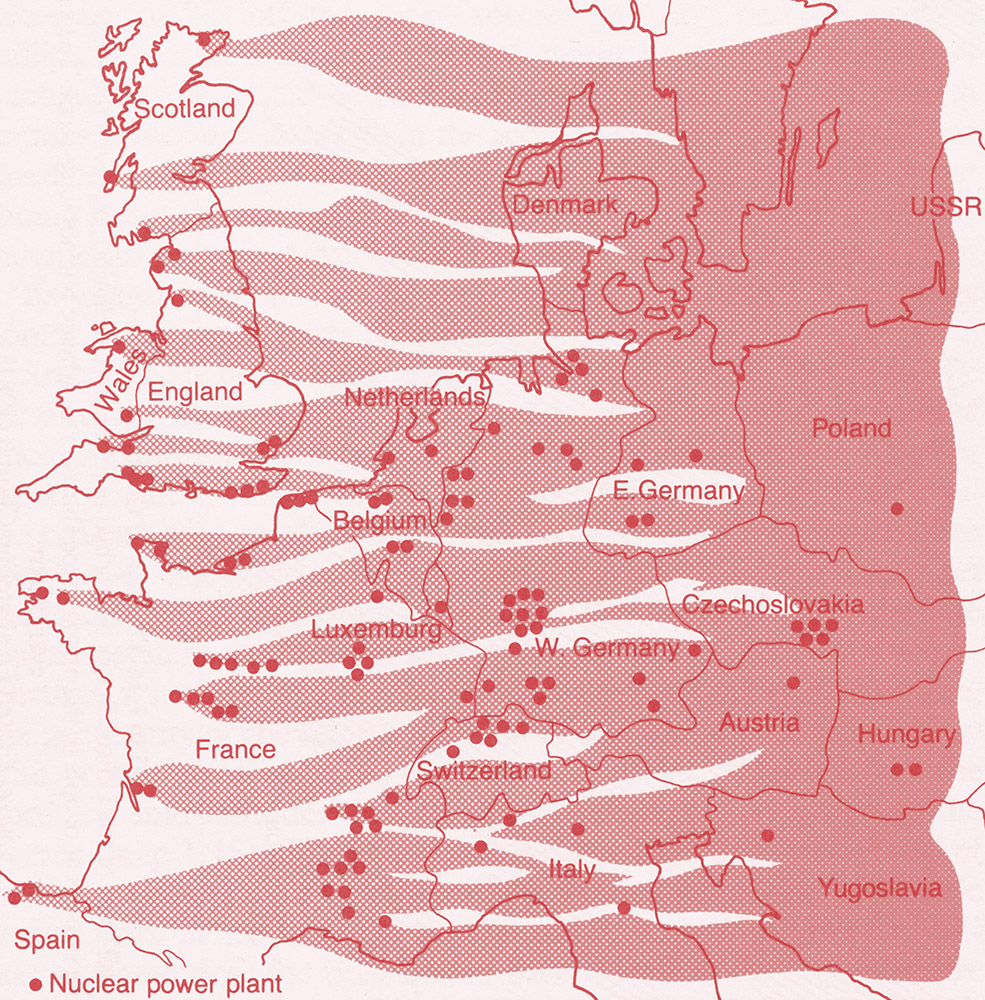 Scotland
Denmark
USSR
Wales
England
Netherlands
Poland
E.Germany
Belgium
Czechoslovakia
Luxemburg
W. Germany
Austria
Hungary
France
Switzerland
Italy
Yugoslavia
Spain
Nuclear power plant